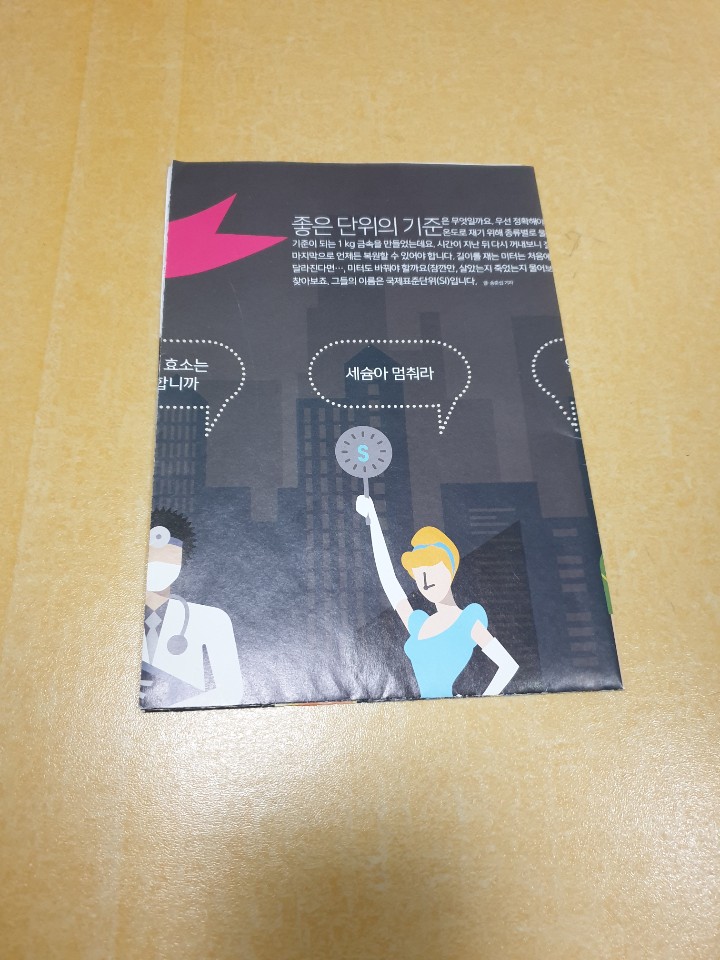 좋은 단위의 기준은 무엇일까요. 우선 정확해야
온도로 재기 위해 종류별로
기준이 되는 1 kg 금속을 만들었는데요. 시간이 지난 뒤 다시 꺼내보니
마지막으로 언제든 복원할 수 있어야 합니다. 길이를 재는 미터는 처음에
달라진다면…, 미터도 바꿔야 할까요(잠깐만, 살았는지 죽었는지 물어보
찾아보죠. 그들의 이름은 국제표준단위(SI)입니다.
효소는
합니까
세슘아 멈춰라
S